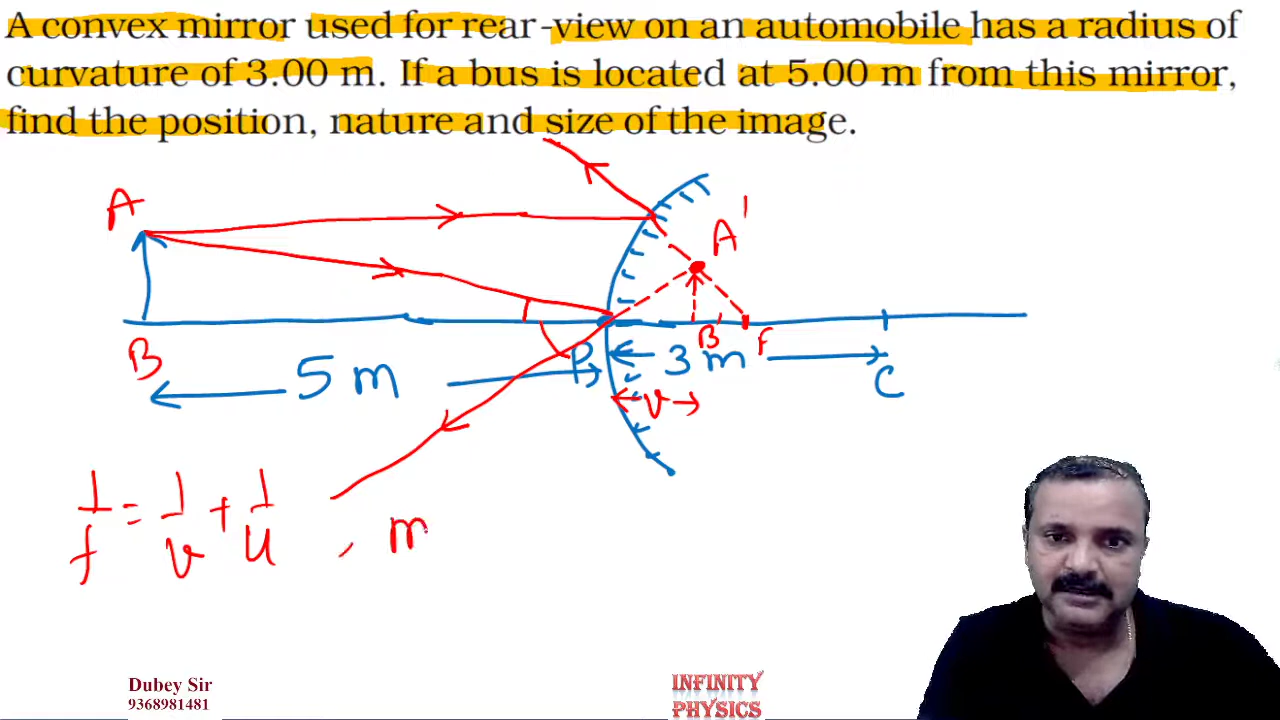 A convex mirror used for rear-view on an automobile has a radius of
curvature of 3.00 m. If a bus is located at 5.00 m from this mirror,
find the position, nature and size of the image.
A
A'
B
5 m
P
B'
F
3 m
C
v
1/f = 1/v + 1/u , m
Dubey Sir
9368981481
INFINITY
PHYSICS